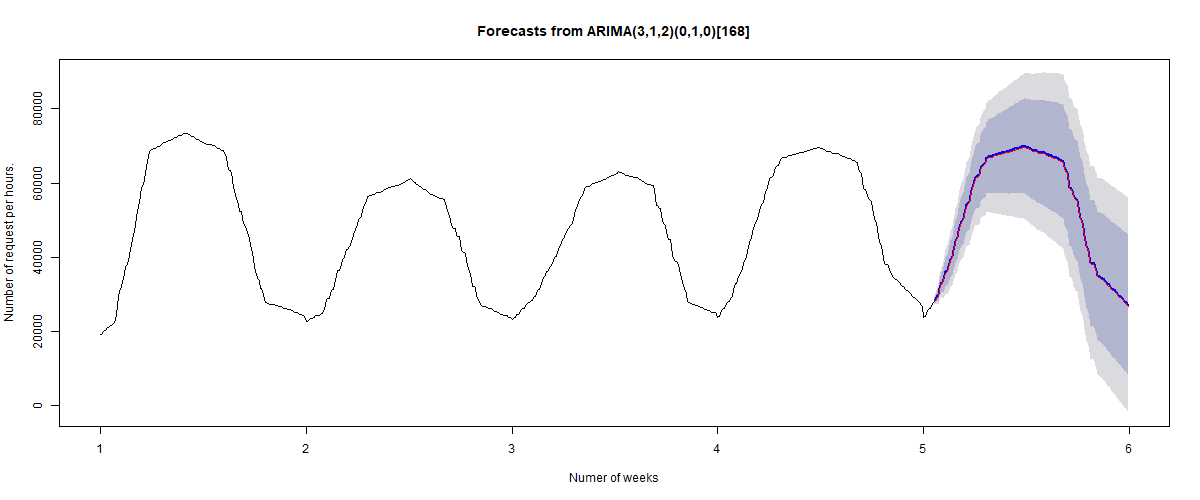 Forecasts from ARIMA(3,1,2)(0,1,0)[168]
Number of request per hours.
80000
60000
40000
20000
0
1 2 3 4 5 6
Numer of weeks